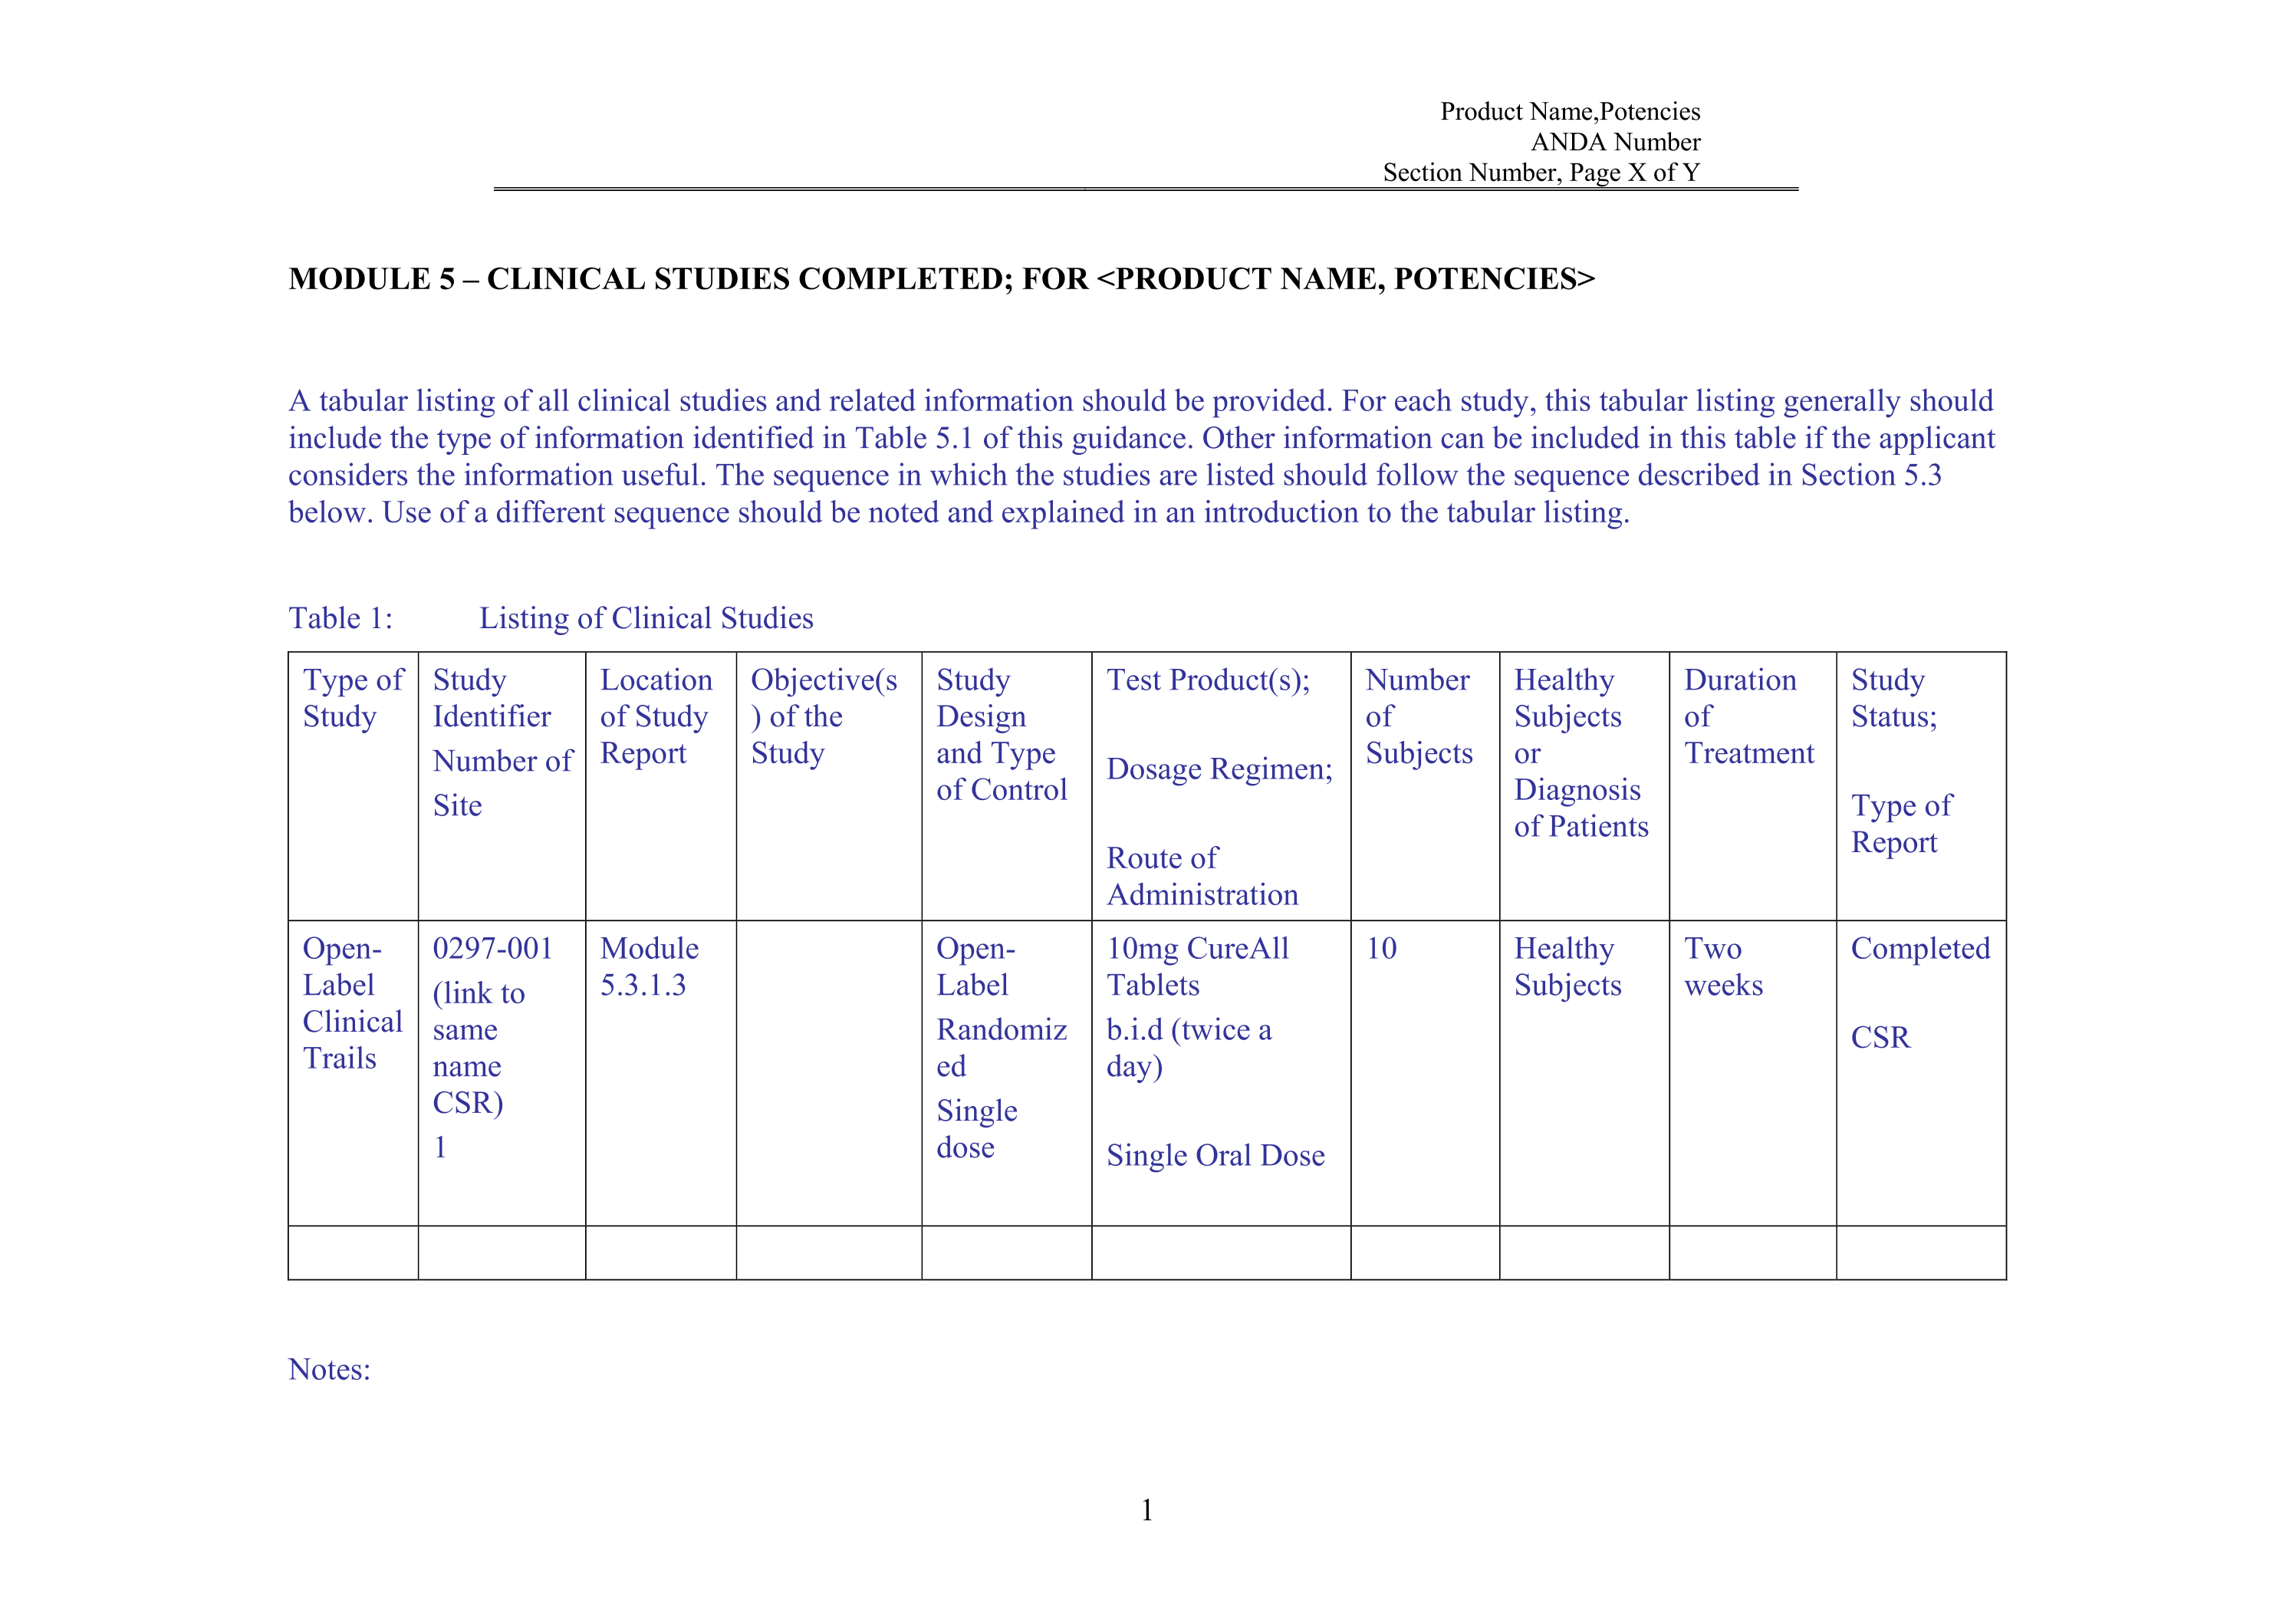 Product Name,Potencies
ANDA Number
Section Number, Page X of Y
MODULE 5 – CLINICAL STUDIES COMPLETED; FOR <PRODUCT NAME, POTENCIES>
A tabular listing of all clinical studies and related information should be provided. For each study, this tabular listing generally should
include the type of information identified in Table 5.1 of this guidance. Other information can be included in this table if the applicant
considers the information useful. The sequence in which the studies are listed should follow the sequence described in Section 5.3
below. Use of a different sequence should be noted and explained in an introduction to the tabular listing.
Table 1: Listing of Clinical Studies
Type of
Study
Study
Identifier
Number of
Site
Location
of Study
Report
Objective(s
) of the
Study
Study
Design
and Type
of Control
Test Product(s);
Dosage Regimen;
Route of
Administration
Number
of
Subjects
Healthy
Subjects
or
Diagnosis
of Patients
Duration
of
Treatment
Study
Status;
Type of
Report
Open-
Label
Clinical
Trails
0297-001
(link to
same
name
CSR)
1
Module
5.3.1.3
Open-
Label
Randomiz
ed
Single
dose
10mg CureAll
Tablets
b.i.d (twice a
day)
Single Oral Dose
10
Healthy
Subjects
Two
weeks
Completed
CSR
Notes:
1